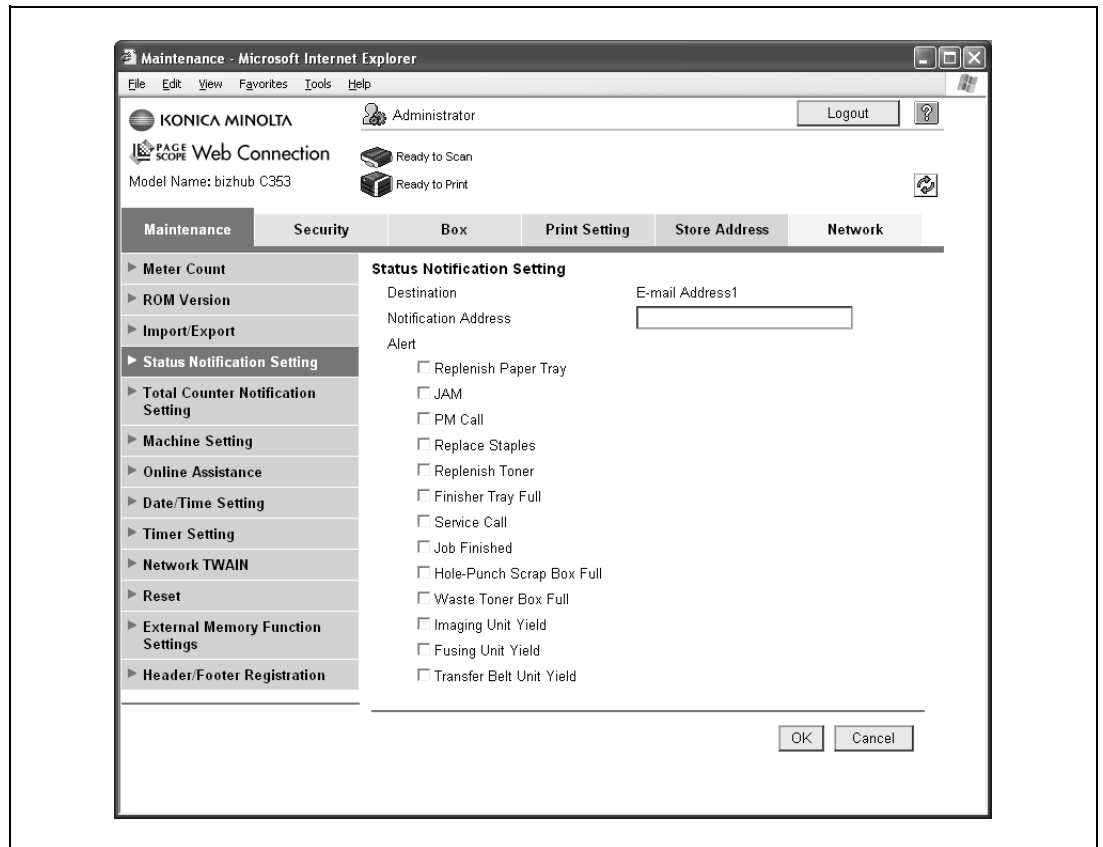 Maintenance - Microsoft Internet Explorer
File Edit View Favorites Tools Help
KONICA MINOLTA
Administrator
Logout
?
PAGE SCOPE Web Connection
Ready to Scan
Model Name: bizhub C353
Ready to Print
Maintenance Security Box Print Setting Store Address Network
Meter Count
ROM Version
Import/Export
Status Notification Setting
Total Counter Notification
Setting
Machine Setting
Online Assistance
Date/Time Setting
Timer Setting
Network TWAIN
Reset
External Memory Function
Settings
Header/Footer Registration
Status Notification Setting
Destination E-mail Address1
Notification Address
Alert
Replenish Paper Tray
JAM
PM Call
Replace Staples
Replenish Toner
Finisher Tray Full
Service Call
Job Finished
Hole-Punch Scrap Box Full
Waste Toner Box Full
Imaging Unit Yield
Fusing Unit Yield
Transfer Belt Unit Yield
OK Cancel